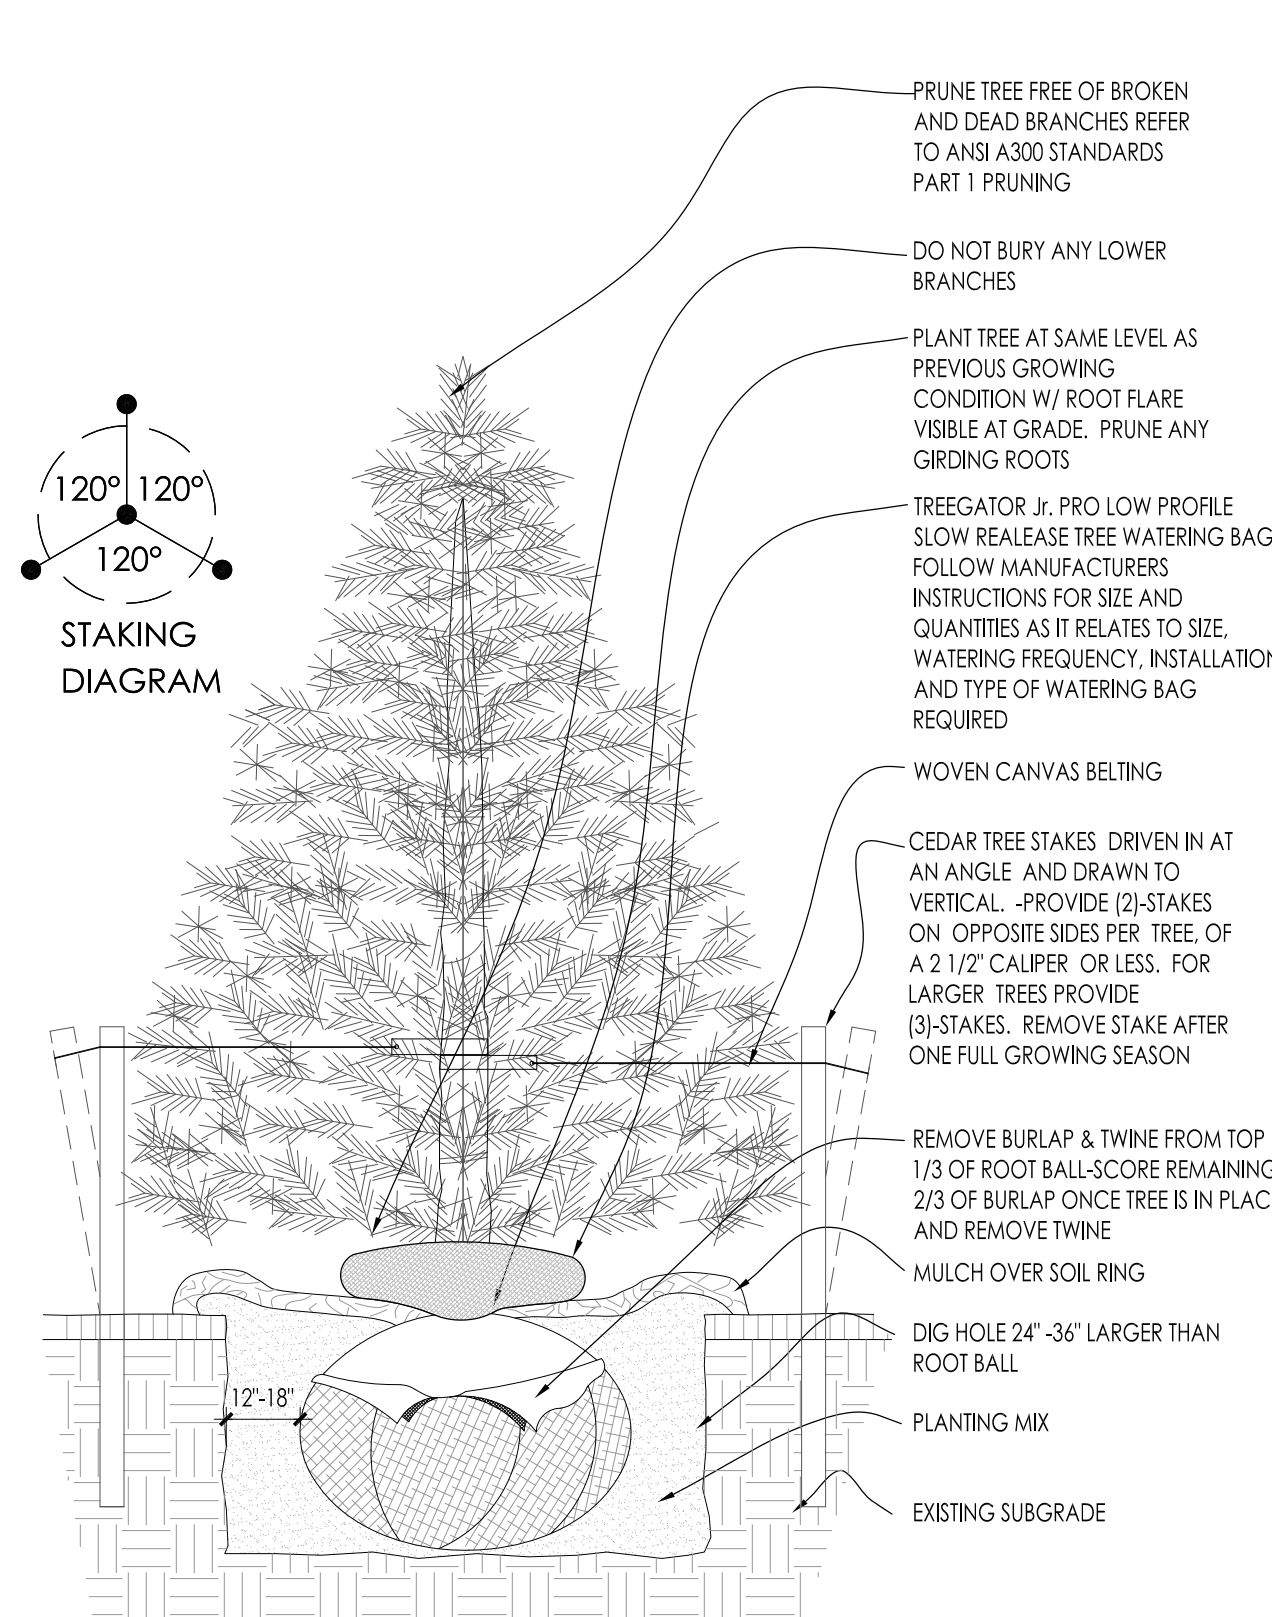 PRUNE TREE FREE OF BROKEN
AND DEAD BRANCHES REFER
TO ANSI A300 STANDARDS
PART 1 PRUNING
DO NOT BURY ANY LOWER
BRANCHES
PLANT TREE AT SAME LEVEL AS
PREVIOUS GROWING
CONDITION W/ ROOT FLARE
VISIBLE AT GRADE. PRUNE ANY
GIRDING ROOTS
TREEGATOR Jr. PRO LOW PROFILE
SLOW REALEASE TREE WATERING BAG
FOLLOW MANUFACTURERS
INSTRUCTIONS FOR SIZE AND
QUANTITIES AS IT RELATES TO SIZE,
WATERING FREQUENCY, INSTALLATION
AND TYPE OF WATERING BAG
REQUIRED
WOVEN CANVAS BELTING
CEDAR TREE STAKES DRIVEN IN AT
AN ANGLE AND DRAWN TO
VERTICAL. -PROVIDE (2)-STAKES
ON OPPOSITE SIDES PER TREE, OF
A 2 1/2" CALIPER OR LESS. FOR
LARGER TREES PROVIDE
(3)-STAKES. REMOVE STAKE AFTER
ONE FULL GROWING SEASON
REMOVE BURLAP & TWINE FROM TOP
1/3 OF ROOT BALL-SCORE REMAINING
2/3 OF BURLAP ONCE TREE IS IN PLAC
AND REMOVE TWINE
MULCH OVER SOIL RING
DIG HOLE 24" -36" LARGER THAN
ROOT BALL
PLANTING MIX
EXISTING SUBGRADE
120° 120°
120°
STAKING
DIAGRAM
12"-18"